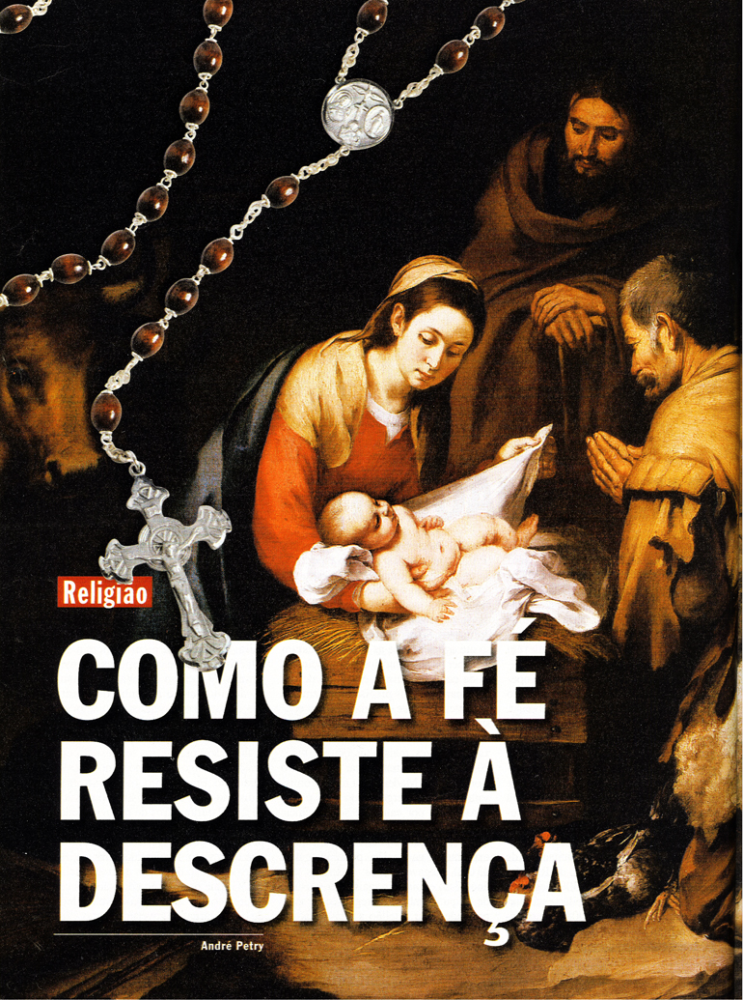 Religião
COMO A FÉ
RESISTE À
DESCRENÇA
André Petry